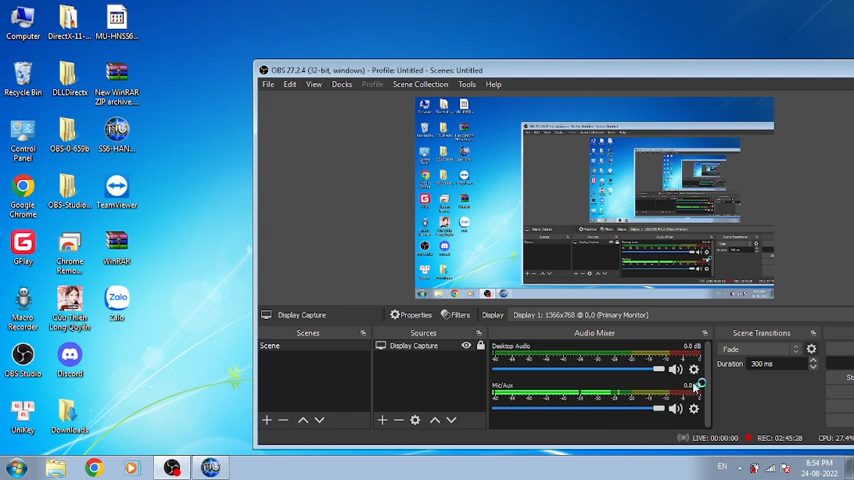 Computer
DirectX-11-...
MU-HNSS6...
Recycle Bin
DLLDirectx
New WinRAR
ZIP archive....
Control
Panel
OBS-0-659b
SS6-HAN...
Google
Chrome
OBS-Studio...
TeamViewer
GPlay
Chrome
Remo...
WinRAR
Macro
Recorder
Cửu Thiên
Long Quyền
Zalo
OBS Studio
Discord
UniKey
Downloads
OBS 27.2.4 (32-bit, windows) - Profile: Untitled - Scenes: Untitled
File Edit View Docks Profile Scene Collection Tools Help
Display Capture
Properties Filters Display Display 1: 1366x768 @ 0,0 (Primary Monitor)
Scenes Sources Audio Mixer Scene Transitions
Scene
Display Capture
Desktop Audio 0.0 dB
Mic/Aux
Fade
Duration 300 ms
LIVE: 00:00:00 REC: 02:45:28 CPU: 27.4%
EN 8:54 PM
24-08-2022